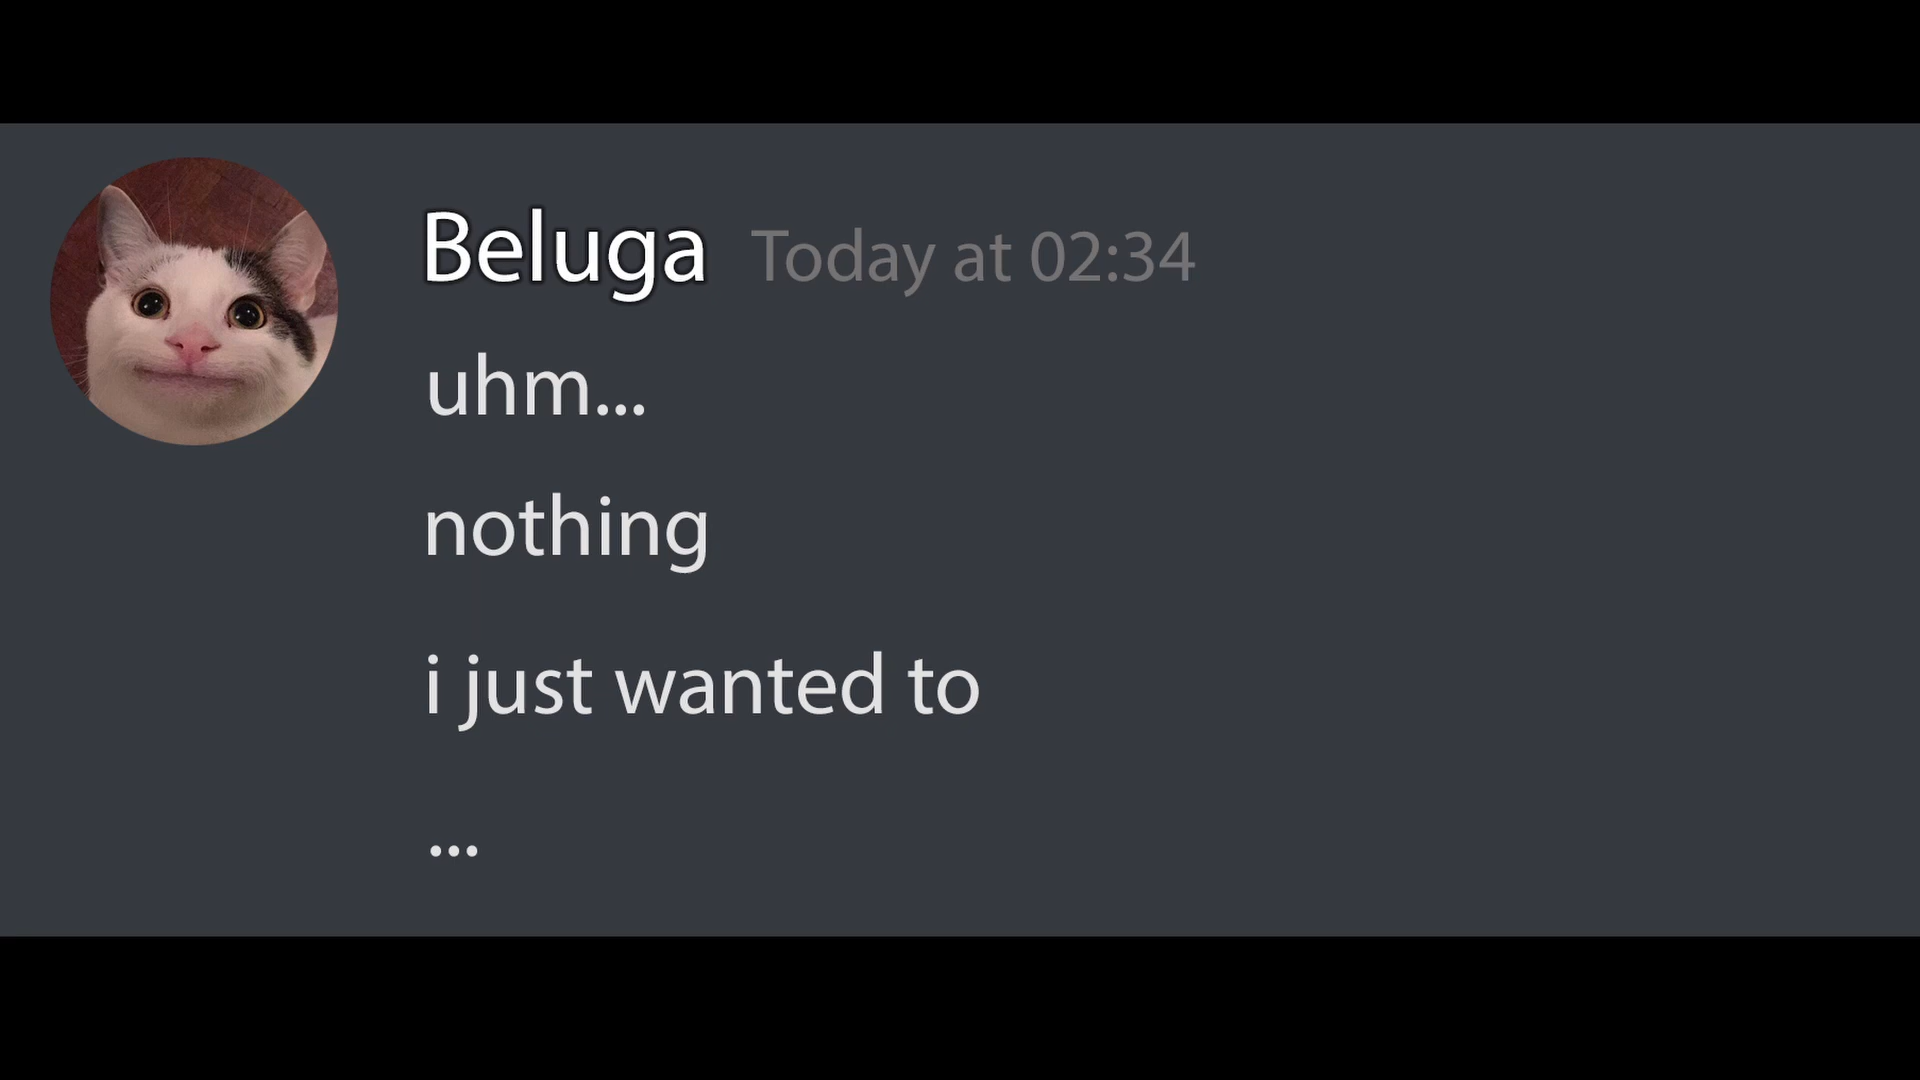 Beluga Today at 02:34
uhm...
nothing
i just wanted to
...